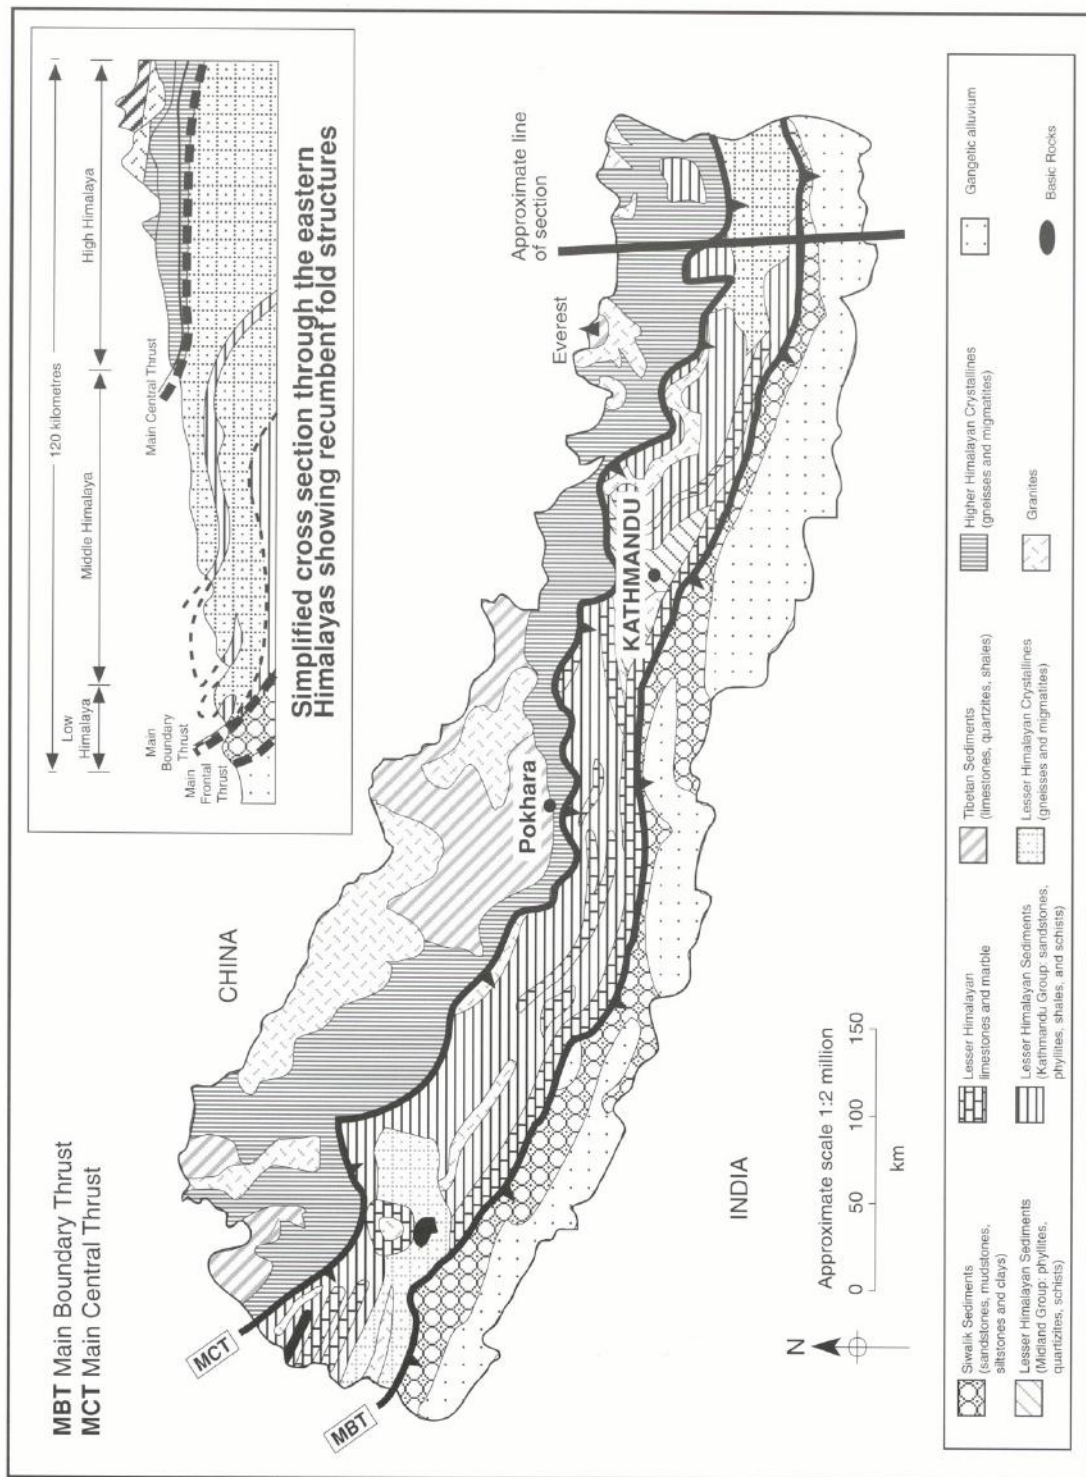 MBT Main Boundary Thrust
MCT Main Central Thrust
120 kilometres
Low
Himalaya
Middle Himalaya
High Himalaya
Main
Boundary
Thrust
Main
Frontal
Thrust
Main Central Thrust
Simplified cross section through the eastern
Himalayas showing recumbent fold structures
CHINA
MCT
MBT
Pokhara
KATHMANDU
Everest
Approximate line
of section
INDIA
N
Approximate scale 1:2 million
0
50
100
150
km
Siwalik Sediments
(sandstones, mudstones,
siltstones and clays)
Lesser Himalayan
limestones and marble
Tibetan Sediments
(limestones, quartzites, shales)
Higher Himalayan Crystallines
(gneisses and migmatites)
Gangetic alluvium
Lesser Himalayan Sediments
(Midland Group: phyllites,
quartzites, schists)
Lesser Himalayan Sediments
(Kathmandu Group: sandstones,
phyllites, shales, and schists)
Lesser Himalayan Crystallines
(gneisses and migmatites)
Granites
Basic Rocks